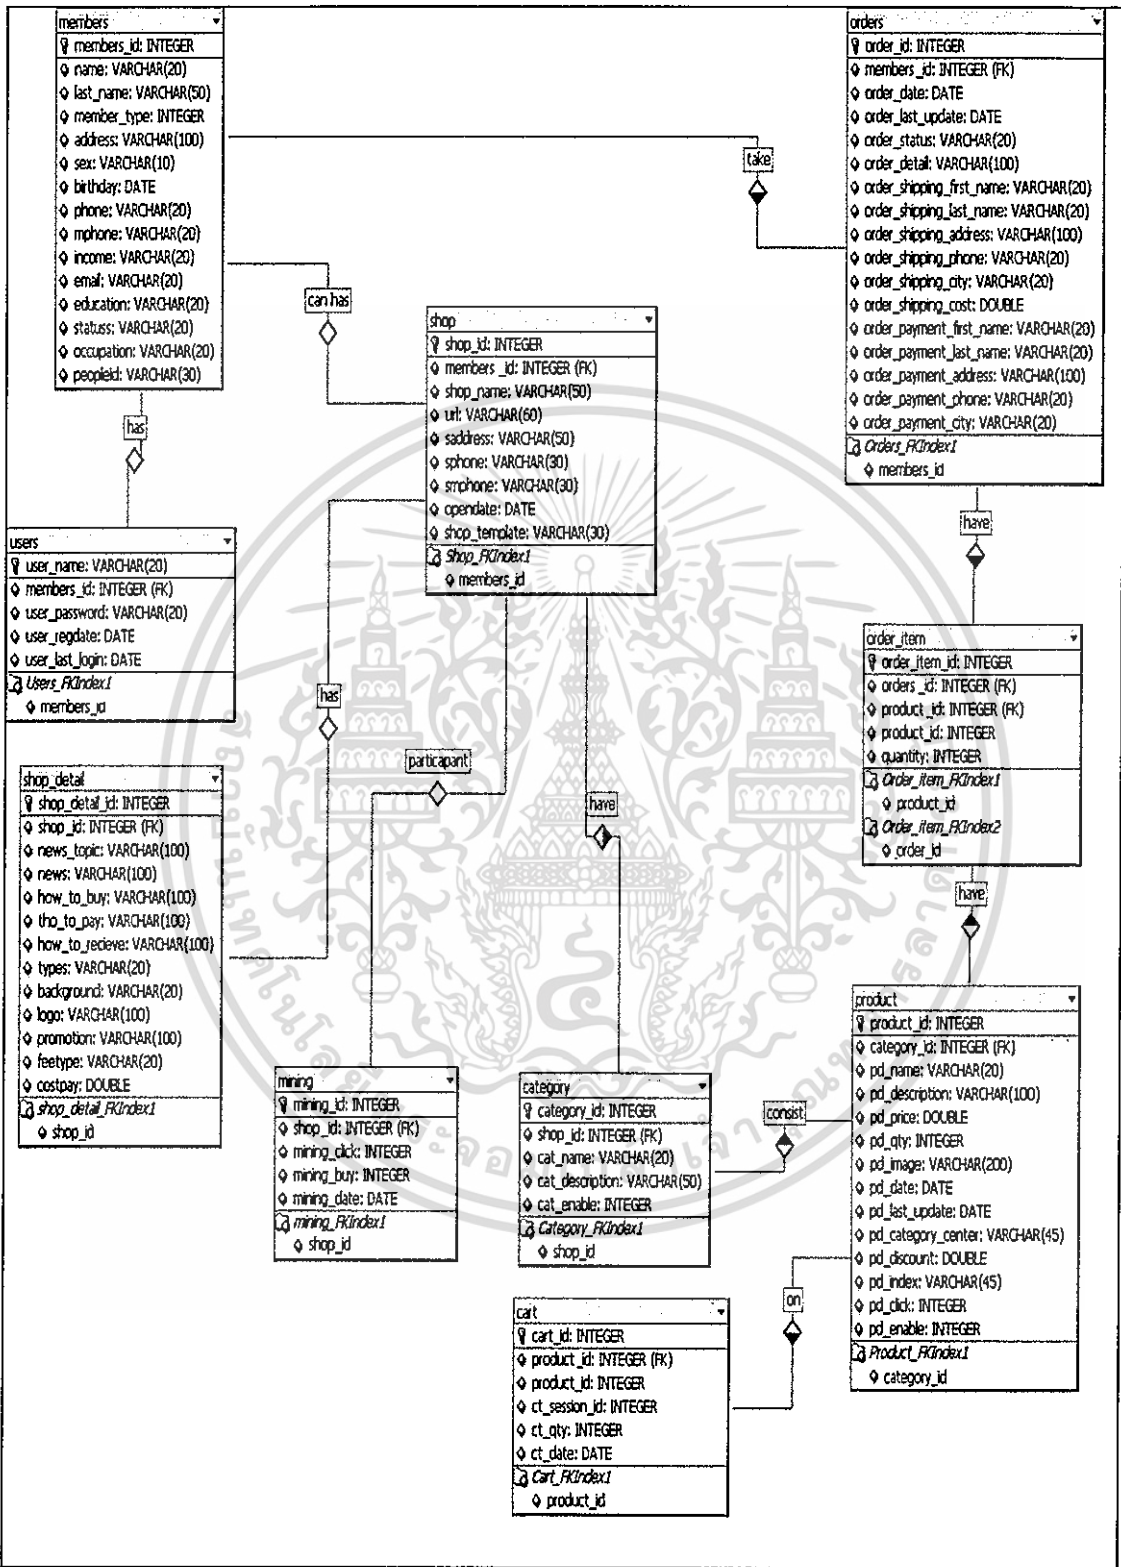 members
members_id: INTEGER
name: VARCHAR(20)
last_name: VARCHAR(50)
member_type: INTEGER
address: VARCHAR(100)
sex: VARCHAR(10)
birthday: DATE
phone: VARCHAR(20)
mphone: VARCHAR(20)
income: VARCHAR(20)
email: VARCHAR(20)
education: VARCHAR(20)
statuss: VARCHAR(20)
occupation: VARCHAR(20)
peopleid: VARCHAR(30)
orders
order_id: INTEGER
members_id: INTEGER (FK)
order_date: DATE
order_last_update: DATE
order_status: VARCHAR(20)
order_detail: VARCHAR(100)
order_shipping_first_name: VARCHAR(20)
order_shipping_last_name: VARCHAR(20)
order_shipping_address: VARCHAR(100)
order_shipping_phone: VARCHAR(20)
order_shipping_city: VARCHAR(20)
order_shipping_cost: DOUBLE
order_payment_first_name: VARCHAR(20)
order_payment_last_name: VARCHAR(20)
order_payment_address: VARCHAR(100)
order_payment_phone: VARCHAR(20)
order_payment_city: VARCHAR(20)
Orders_FKIndex1
members_id
take
can has
has
shop
shop_id: INTEGER
members _id: INTEGER (FK)
shop_name: VARCHAR(50)
url: VARCHAR(60)
saddress: VARCHAR(50)
sphone: VARCHAR(30)
smphone: VARCHAR(30)
opendate: DATE
shop_template: VARCHAR(30)
Shop_FKIndex1
members_id
users
user_name: VARCHAR(20)
members_id: INTEGER (FK)
user_password: VARCHAR(20)
user_regdate: DATE
user_last_login: DATE
Users_FKIndex1
members_id
have
order_item
order_item_id: INTEGER
orders _id: INTEGER (FK)
product _id: INTEGER (FK)
product_id: INTEGER
quantity: INTEGER
Order_item_FKIndex1
product_id
Order_item_FKIndex2
order_id
has
particapant
have
have
shop_detail
shop_detail_id: INTEGER
shop_id: INTEGER (FK)
news_topic: VARCHAR(100)
news: VARCHAR(100)
how_to_buy: VARCHAR(100)
tho_to_pay: VARCHAR(100)
how_to_recieve: VARCHAR(100)
types: VARCHAR(20)
background: VARCHAR(20)
logo: VARCHAR(100)
promotion: VARCHAR(100)
feetype: VARCHAR(20)
costpay: DOUBLE
shop_detail_FKIndex1
shop_id
mining
mining_id: INTEGER
shop_id: INTEGER (FK)
mining_click: INTEGER
mining_buy: INTEGER
mining_date: DATE
mining_FKIndex1
shop_id
category
category_id: INTEGER
shop_id: INTEGER (FK)
cat_name: VARCHAR(20)
cat_description: VARCHAR(50)
cat_enable: INTEGER
Category_FKIndex1
shop_id
consist
product
product_id: INTEGER
category_id: INTEGER (FK)
pd_name: VARCHAR(20)
pd_description: VARCHAR(100)
pd_price: DOUBLE
pd_qty: INTEGER
pd_image: VARCHAR(200)
pd_date: DATE
pd_last_update: DATE
pd_category_center: VARCHAR(45)
pd_discount: DOUBLE
pd_index: VARCHAR(45)
pd_click: INTEGER
pd_enable: INTEGER
Product_FKIndex1
category_id
on
cart
cart_id: INTEGER
product_id: INTEGER (FK)
product_id: INTEGER
ct_session_id: INTEGER
ct_qty: INTEGER
ct_date: DATE
Cart_FKIndex1
product_id